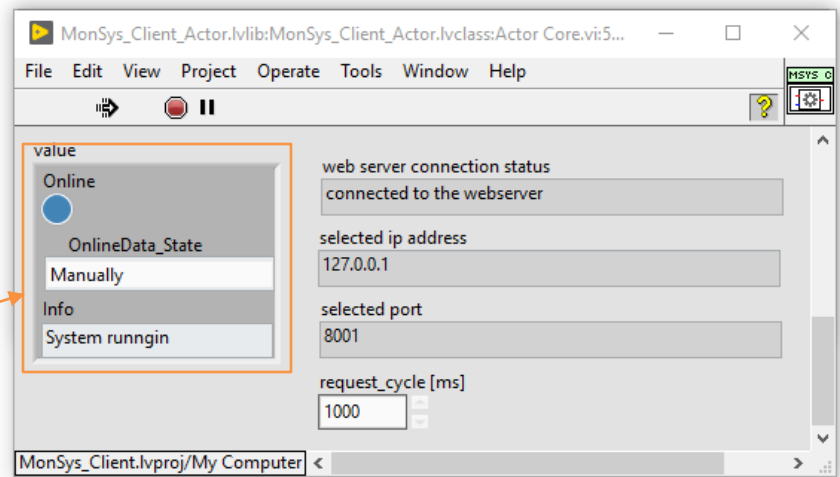 MonSys_Client_Actor.lvlib:MonSys_Client_Actor.lvclass:Actor Core.vi:5...
File Edit View Project Operate Tools Window Help
MSYS C
value
Online
OnlineData_State
Manually
Info
System runngin
web server connection status
connected to the webserver
selected ip address
127.0.0.1
selected port
8001
request_cycle [ms]
1000
MonSys_Client.lvproj/My Computer